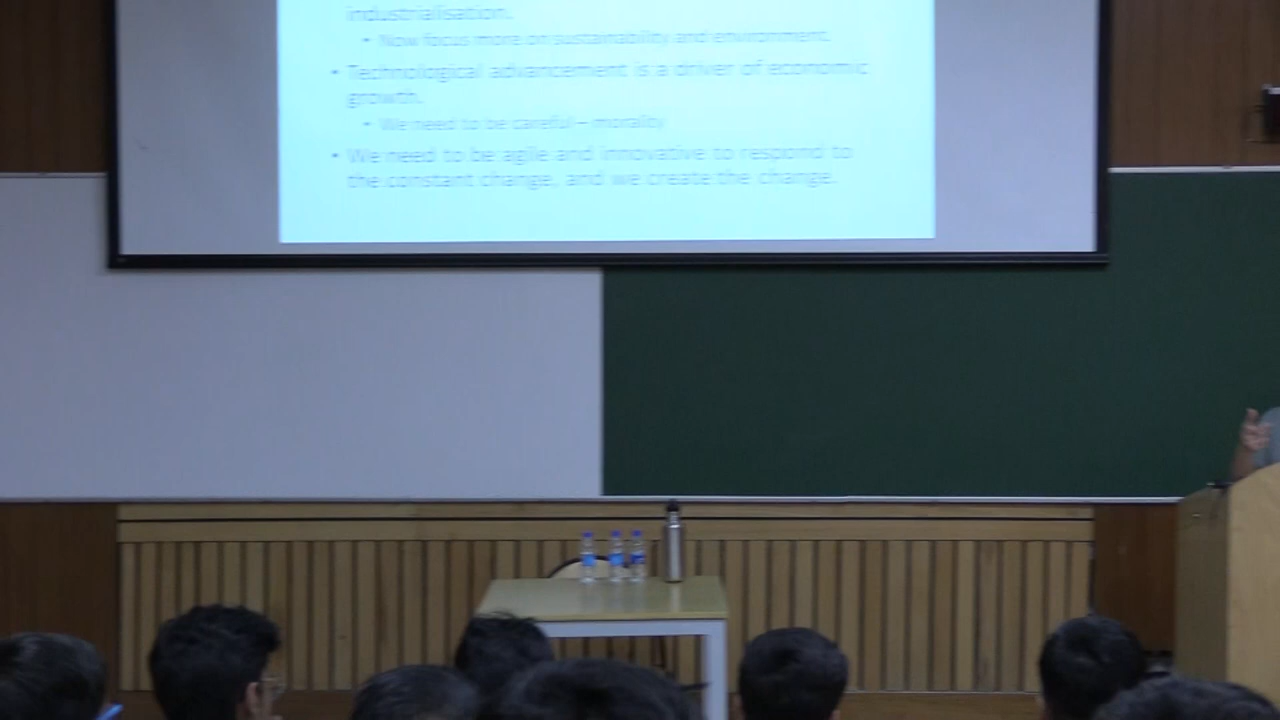 industrialisation.
• Now focus more on sustainability and environment.
• Technological advancement is a driver of economic
growth.
• We need to be careful – morality
• We need to be agile and innovative to respond to
the constant change, and we create the change.